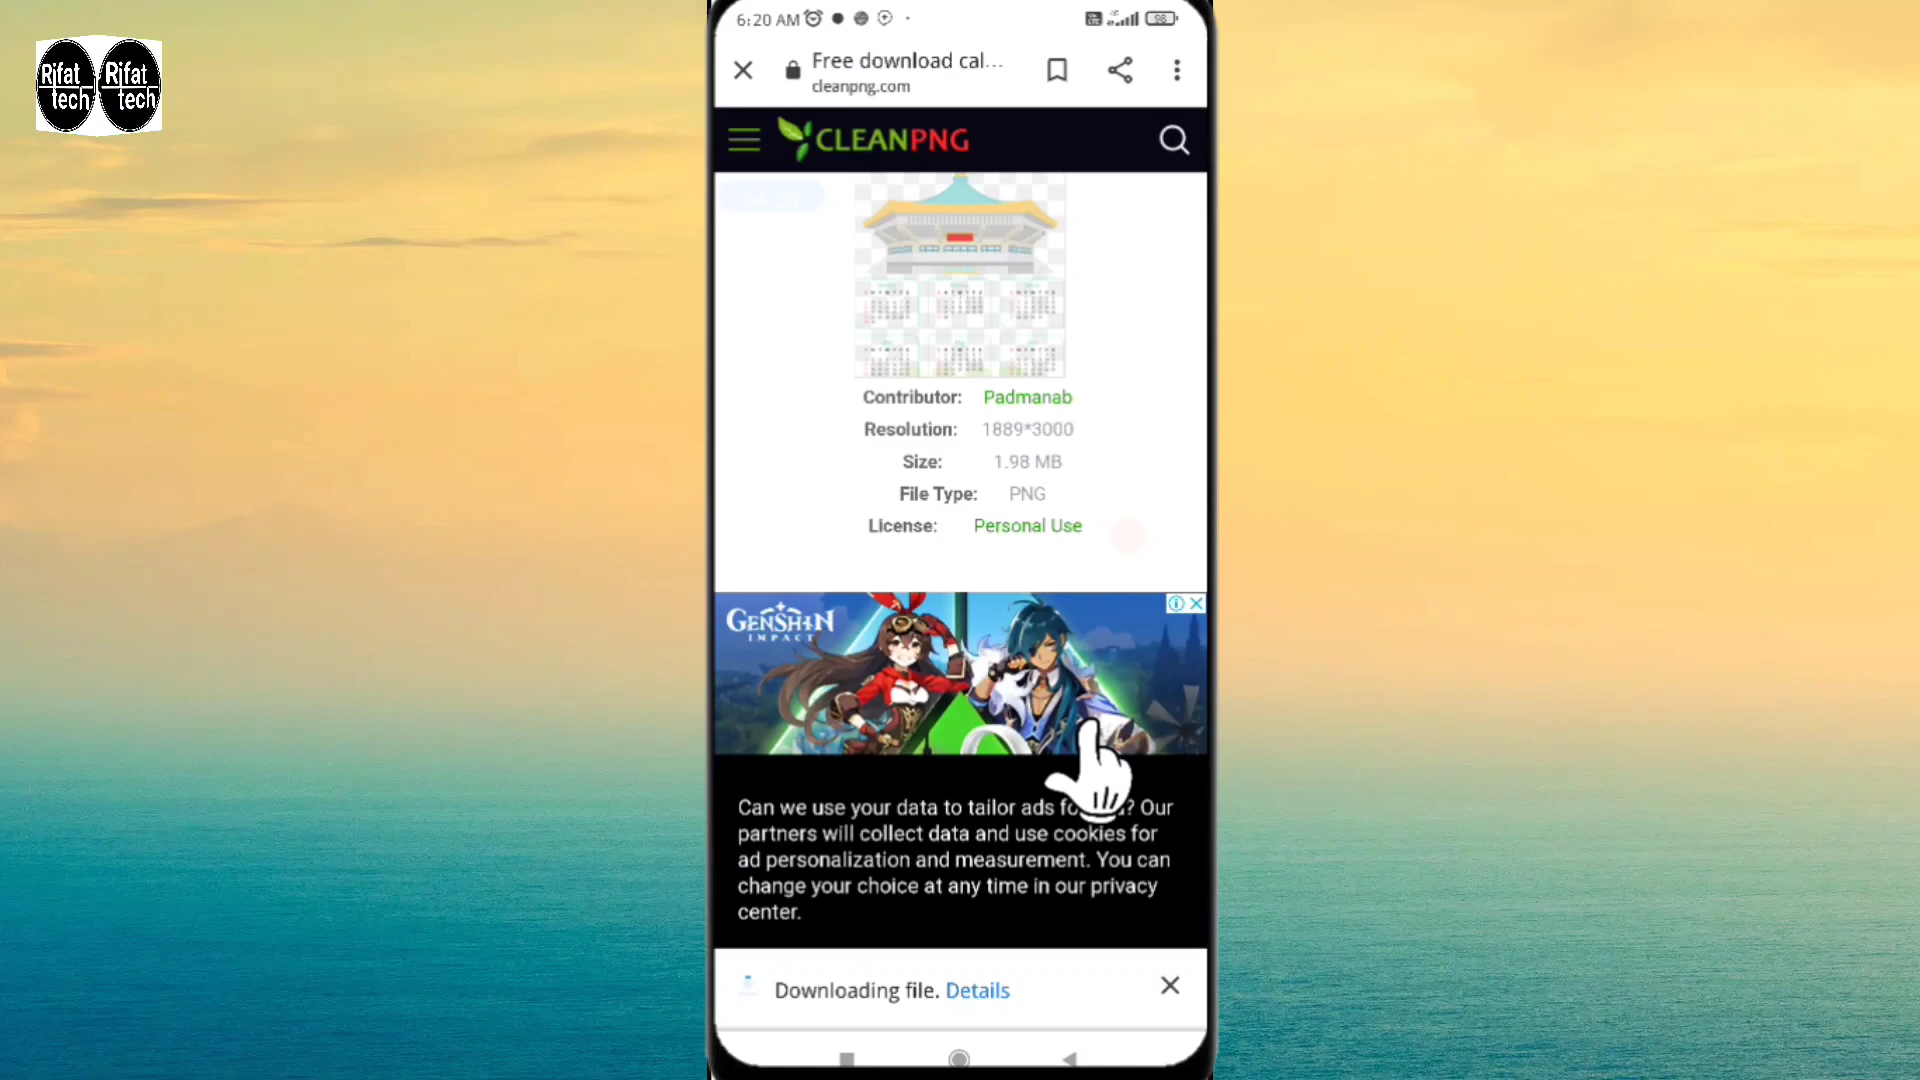 Rifat tech Rifat tech
6:20 AM
98
Free download cal...
cleanpng.com
CLEANPNG
Contributor: Padmanab
Resolution: 1889*3000
Size: 1.98 MB
File Type: PNG
License: Personal Use
GENSHIN
IMPACT
Can we use your data to tailor ads fo ? Our
partners will collect data and use cookies for
ad personalization and measurement. You can
change your choice at any time in our privacy
center.
Downloading file. Details